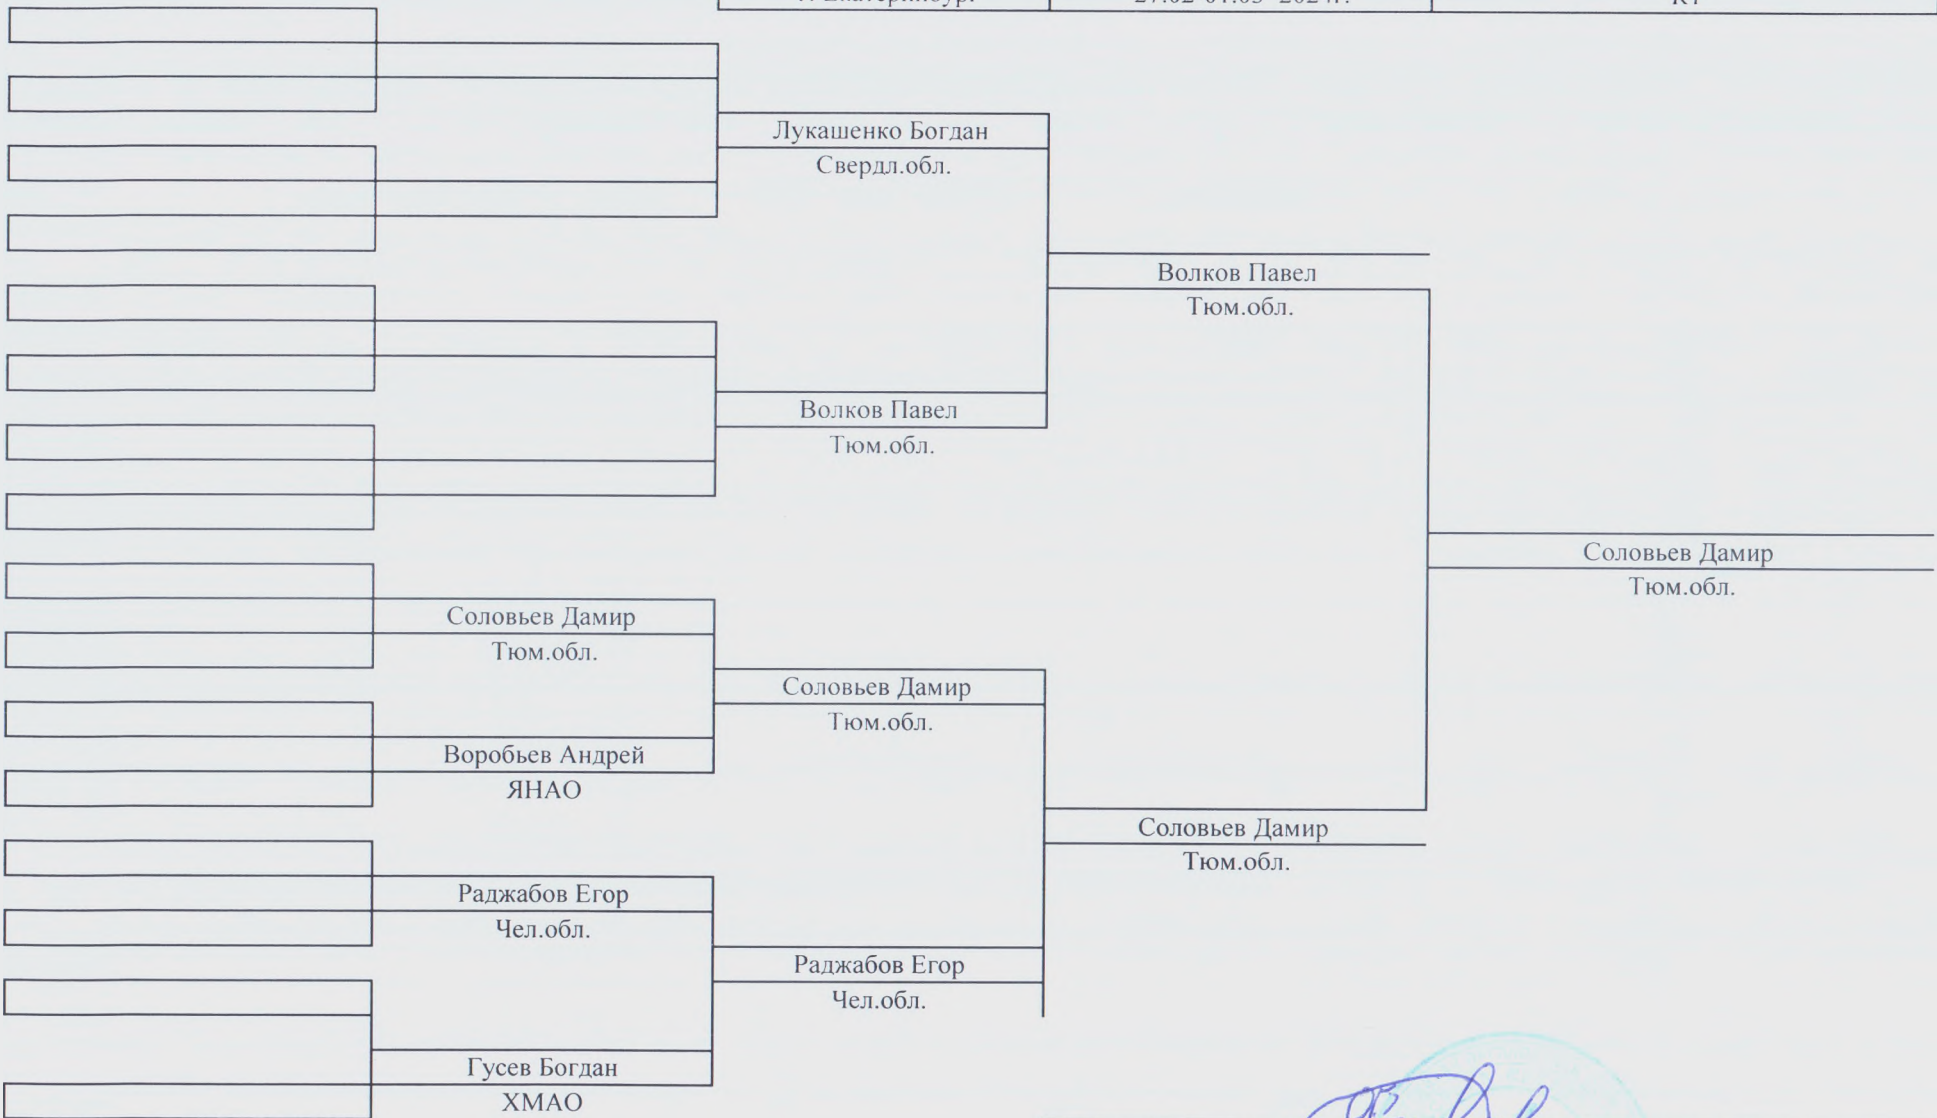 Лукашенко Богдан
Свердл.обл.
Волков Павел
Тюм.обл.
Волков Павел
Тюм.обл.
Соловьев Дамир
Тюм.обл.
Соловьев Дамир
Тюм.обл.
Соловьев Дамир
Тюм.обл.
Воробьев Андрей
ЯНАО
Соловьев Дамир
Тюм.обл.
Раджабов Егор
Чел.обл.
Раджабов Егор
Чел.обл.
Гусев Богдан
ХМАО